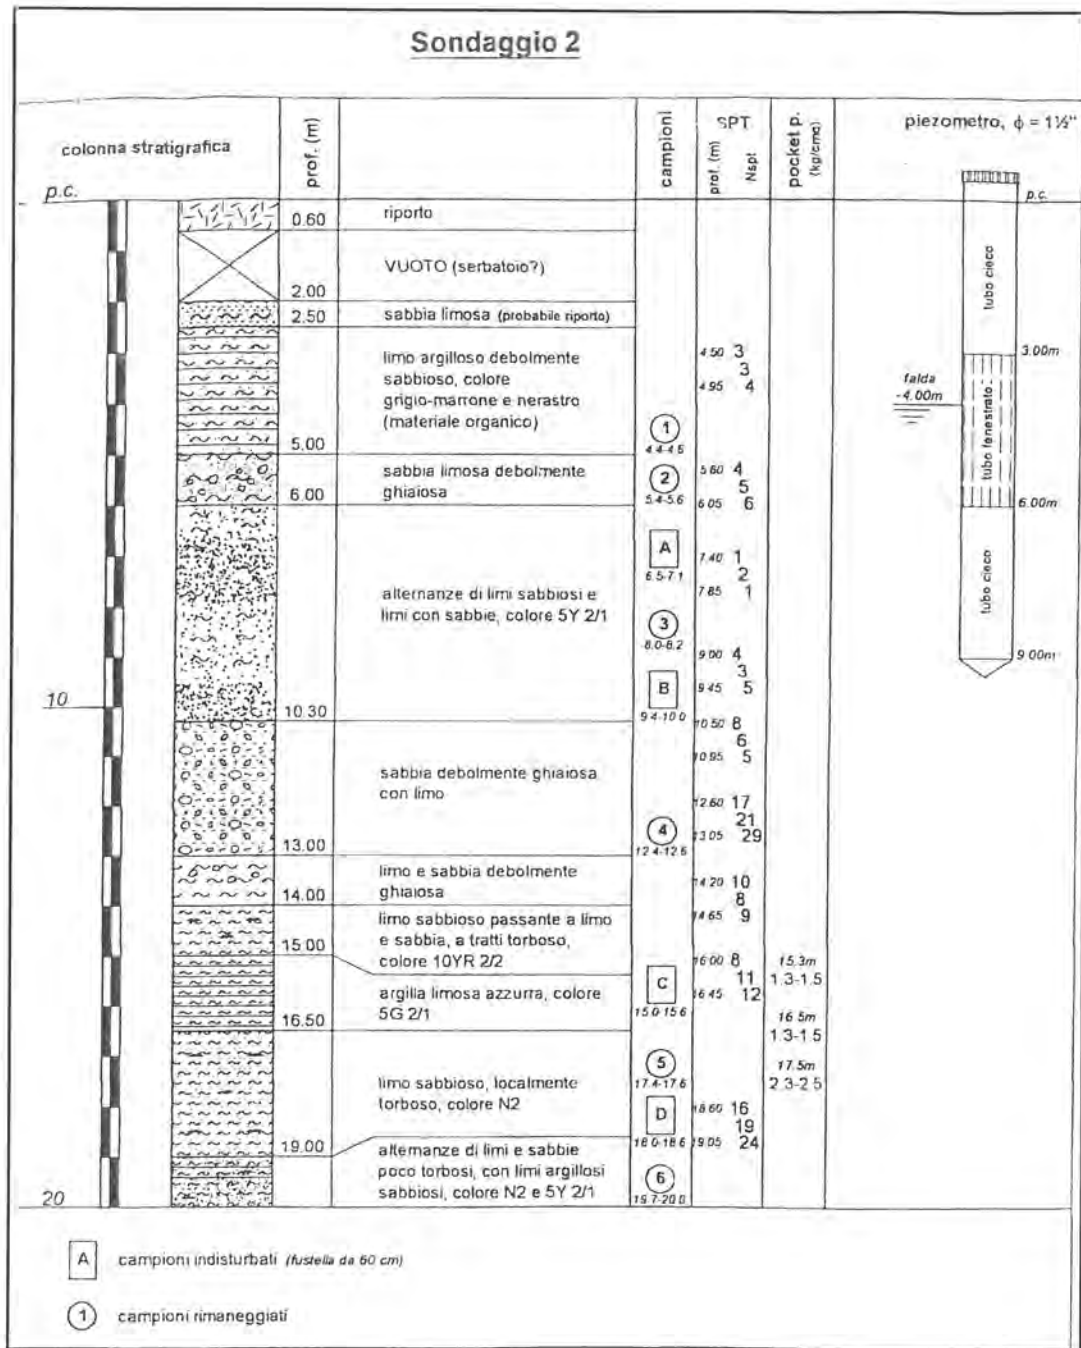 Sondaggio 2
colonna stratigrafica
prof. (m)
campioni
SPT
prof. (m)
Nspt
pocket p.
(kg/cmq)
piezometro, ϕ = 1½"
p.c.
p.c.
0.60
riporto
VUOTO (serbatoio?)
2.00
2.50
sabbia limosa (probabile riporto)
limo argilloso debolmente
sabbioso, colore
grigio-marrone e nerastro
(materiale organico)
5.00
sabbia limosa debolmente
ghiaiosa
6.00
alternanze di limi sabbiosi e
limi con sabbie, colore 5Y 2/1
10
10.30
sabbia debolmente ghiaiosa
con limo
13.00
limo e sabbia debolmente
ghiaiosa
14.00
limo sabbioso passante a limo
e sabbia, a tratti torboso,
colore 10YR 2/2
15.00
argilla limosa azzurra, colore
5G 2/1
16.50
limo sabbioso, localmente
torboso, colore N2
19.00
alternanze di limi e sabbie
poco torbosi, con limi argillosi
sabbiosi, colore N2 e 5Y 2/1
20
1
2
5.4-5.6
A
6.5-7.1
3
8.0-8.2
B
9.4-10.0
4
12.4-12.6
C
15.0-15.6
5
17.4-17.6
D
18.0-18.6
6
19.7-20.0
4.50 3
3
4.95 4
5.60 4
5
6.05 6
7.40 1
2
7.85 1
9.00 4
3
9.45 5
10.50 8
6
10.95 5
12.60 17
21
13.05 29
14.20 10
8
14.65 9
16.00 8
11
16.45 12
18.60 16
19
19.05 24
15.3m
1.3-1.5
16.5m
1.3-1.5
17.5m
2.3-2.5
tubo cieco
3.00m
falda
-4.00m
tubo fenestrato
6.00m
tubo cieco
9.00m
A campioni indisturbati (fustella da 60 cm)
1 campioni rimaneggiati